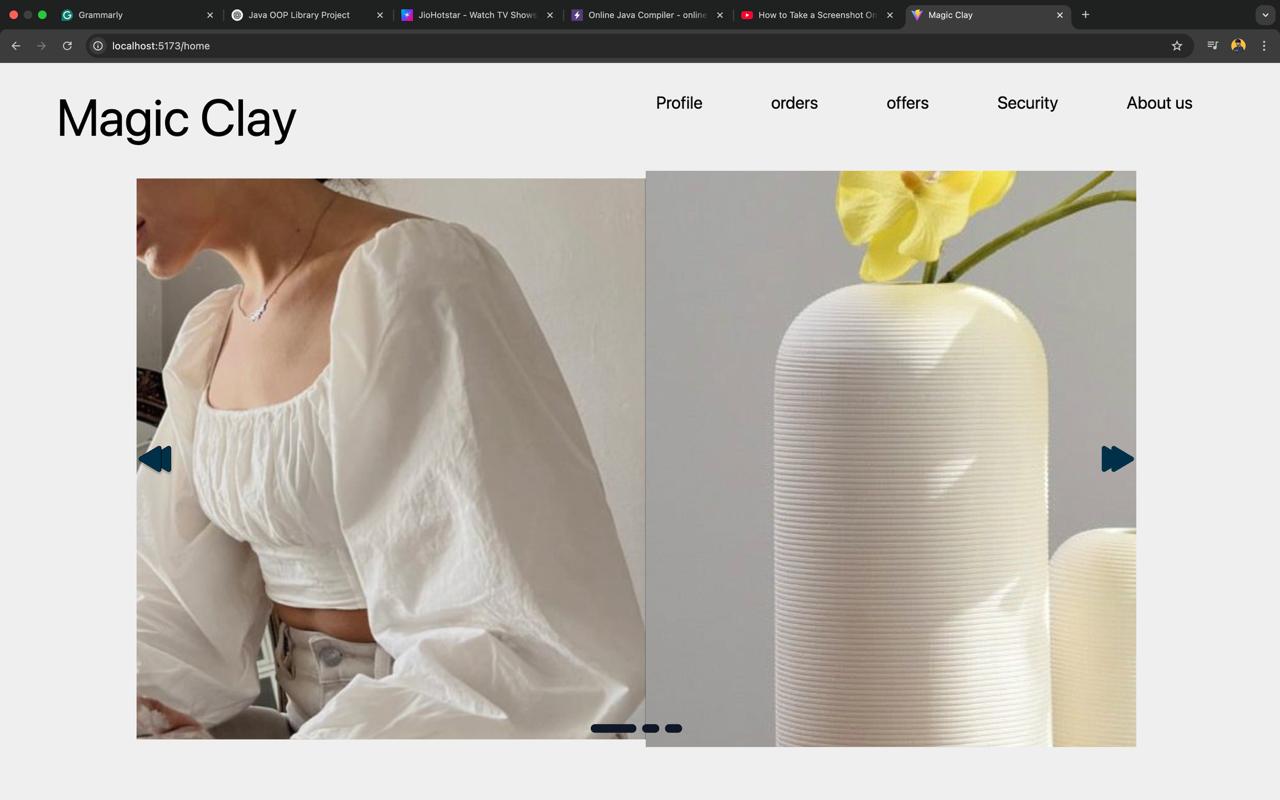 Grammarly
Java OOP Library Project
JioHotstar - Watch TV Shows
Online Java Compiler - online
How to Take a Screenshot On
Magic Clay
localhost:5173/home
Magic Clay
Profile
orders
offers
Security
About us